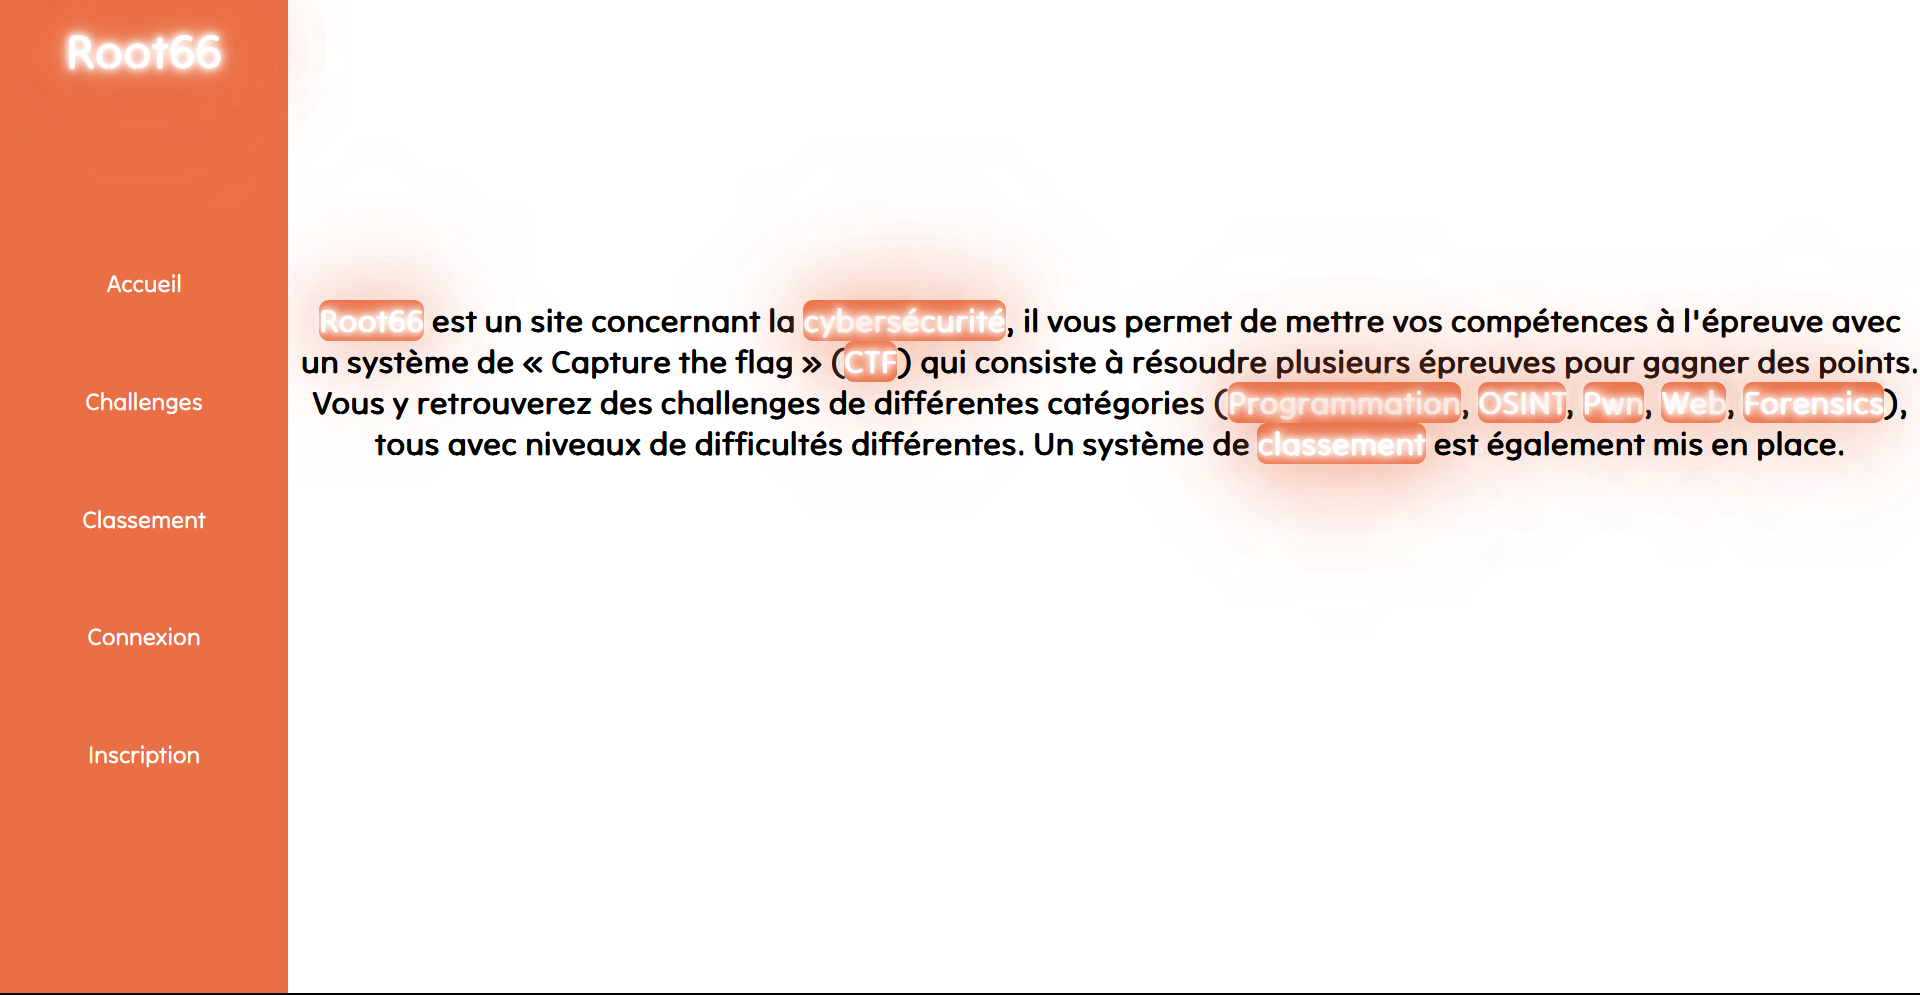 Root66
Accueil
Challenges
Classement
Connexion
Inscription
Root66 est un site concernant la cybersécurité, il vous permet de mettre vos compétences à l'épreuve avec
un système de « Capture the flag » (CTF) qui consiste à résoudre plusieurs épreuves pour gagner des points.
Vous y retrouverez des challenges de différentes catégories (Programmation, OSINT, Pwn, Web, Forensics),
tous avec niveaux de difficultés différentes. Un système de classement est également mis en place.